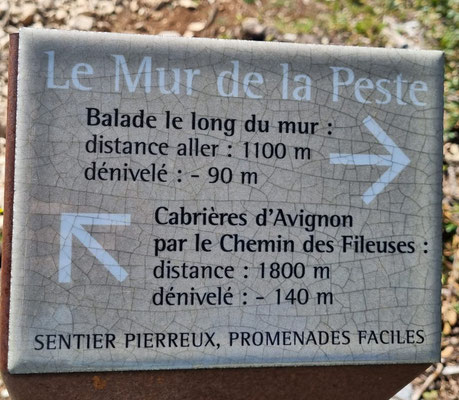 Le Mur de la Peste
Balade le long du mur :
distance aller : 1100 m
dénivelé : - 90 m
Cabrières d'Avignon
par le Chemin des Fileuses :
distance : 1800 m
dénivelé : - 140 m
SENTIER PIERREUX, PROMENADES FACILES